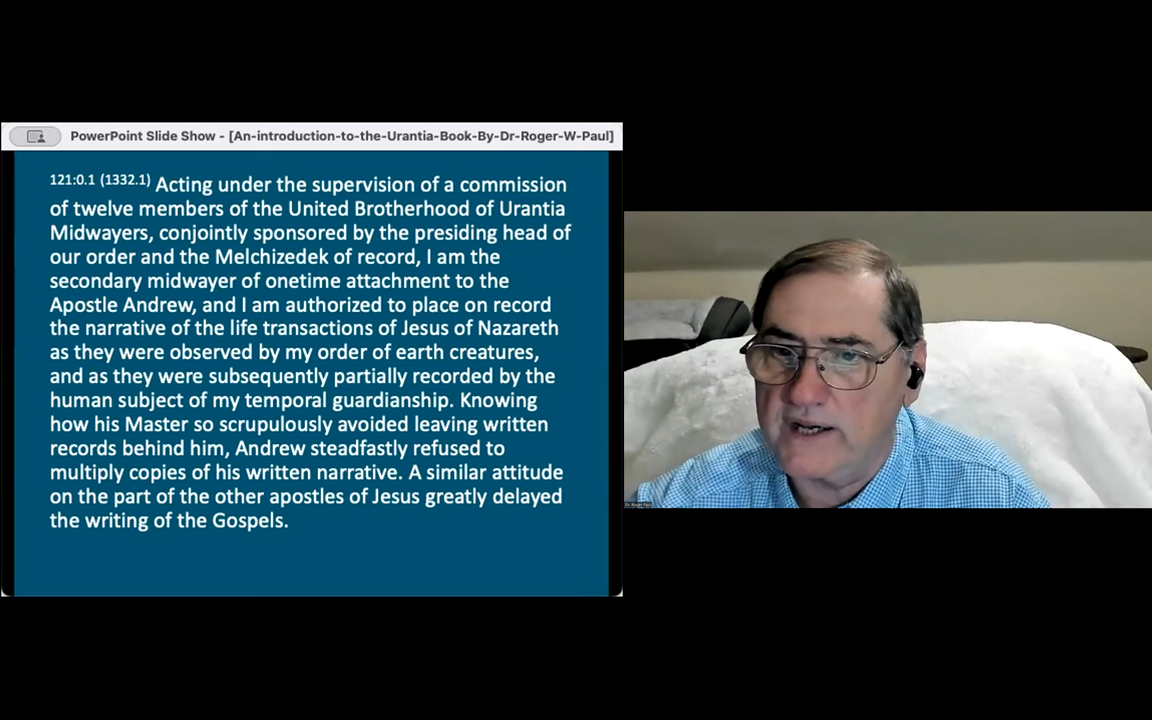 PowerPoint Slide Show - [An-introduction-to-the-Urantia-Book-By-Dr-Roger-W-Paul]
121:0.1 (1332.1) Acting under the supervision of a commission
of twelve members of the United Brotherhood of Urantia
Midwayers, conjointly sponsored by the presiding head of
our order and the Melchizedek of record, I am the
secondary midwayer of onetime attachment to the
Apostle Andrew, and I am authorized to place on record
the narrative of the life transactions of Jesus of Nazareth
as they were observed by my order of earth creatures,
and as they were subsequently partially recorded by the
human subject of my temporal guardianship. Knowing
how his Master so scrupulously avoided leaving written
records behind him, Andrew steadfastly refused to
multiply copies of his written narrative. A similar attitude
on the part of the other apostles of Jesus greatly delayed
the writing of the Gospels.
Dr. Roger Paul